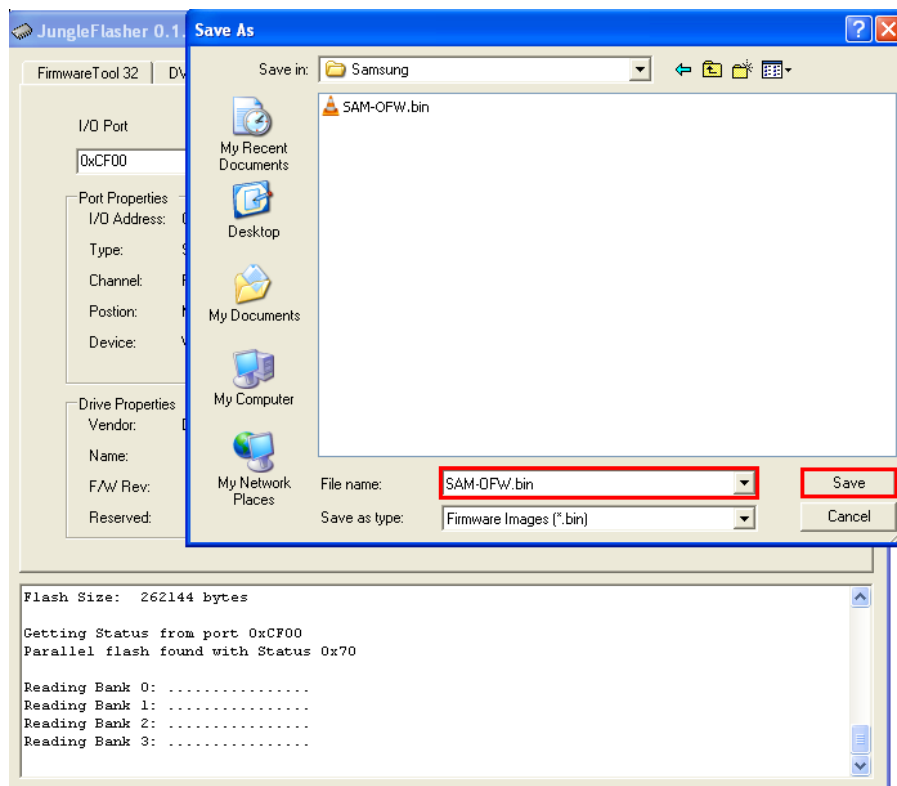 JungleFlasher 0.1.
Save As
FirmwareTool 32
DV
I/O Port
0xCF00
Port Properties
I/O Address:
Type:
Channel:
Postion:
Device:
Drive Properties
Vendor:
Name:
F/W Rev:
Reserved:
Save in:
Samsung
My Recent
Documents
Desktop
My Documents
My Computer
My Network
Places
SAM-OFW.bin
File name:
SAM-OFW.bin
Save
Save as type:
Firmware Images (*.bin)
Cancel
Flash Size:  262144 bytes
Getting Status from port 0xCF00
Parallel flash found with Status 0x70
Reading Bank 0: ................
Reading Bank 1: ................
Reading Bank 2: ................
Reading Bank 3: ................